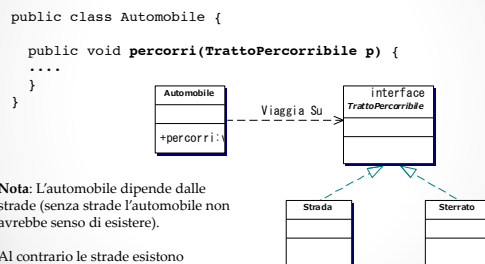 public class Automobile {
public void percorri(TrattoPercorribile p) {
....
}
}
Automobile
+percorri:
Viaggia Su
interface
TrattoPercorribile
Nota: L'automobile dipende dalle
strade (senza strade l'automobile non
avrebbe senso di esistere).
Al contrario le strade esistono
Strada
Sterrato